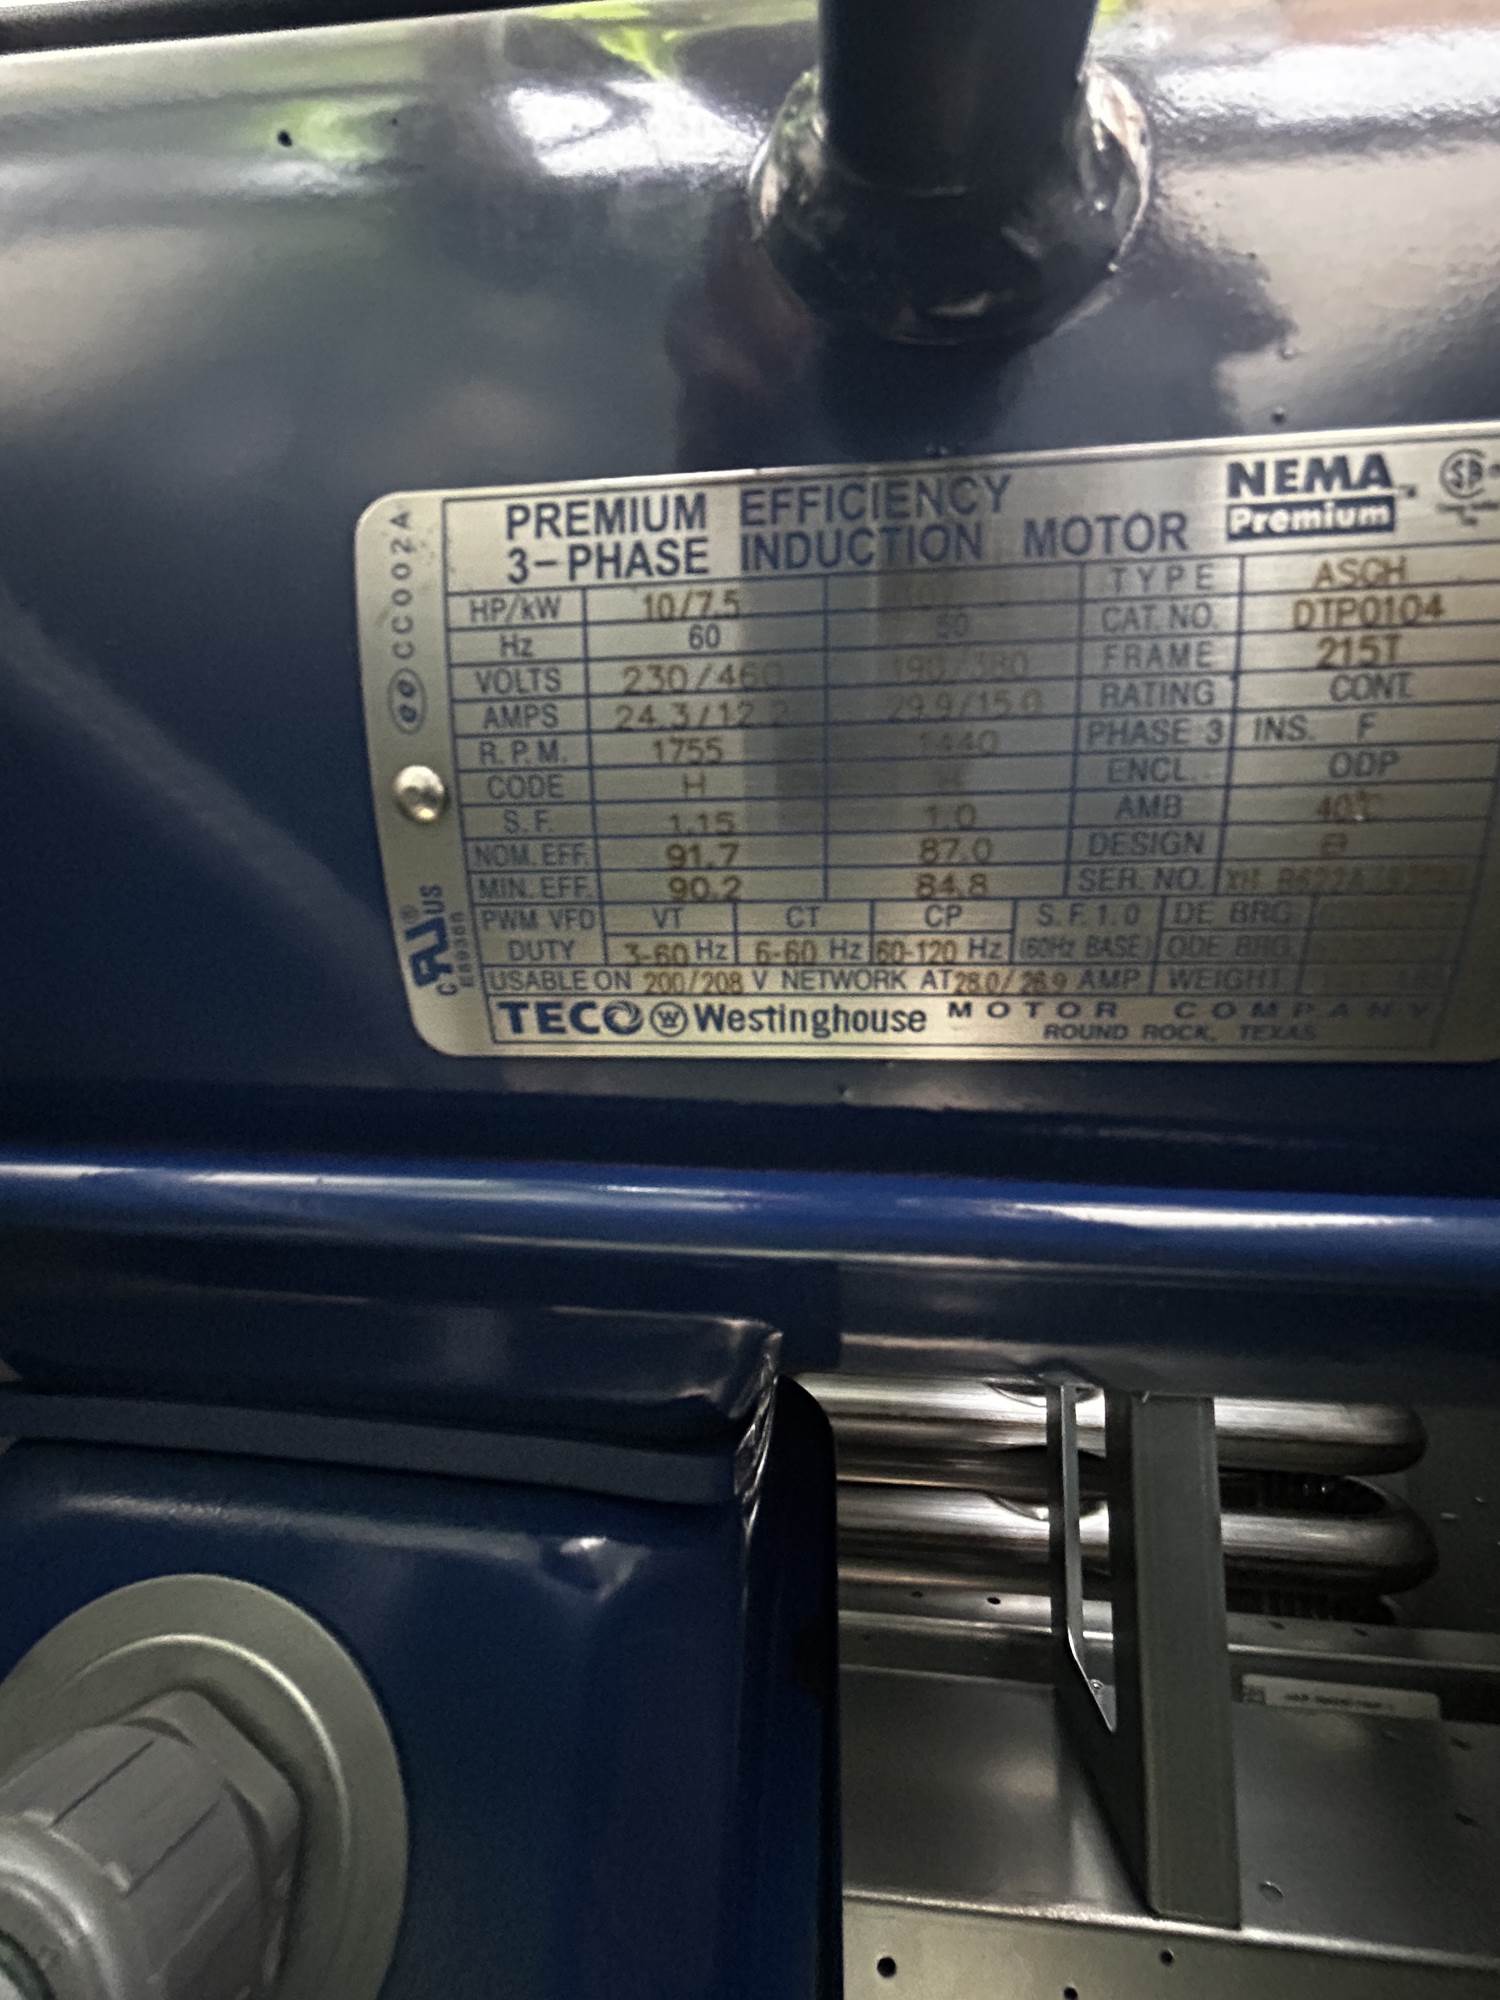 PREMIUM EFFICIENCY
3-PHASE INDUCTION MOTOR
NEMA
Premium
CC002A
ee
TYPE ASCH
HP/kW 10/7.5 CAT. NO. DTP0104
Hz 60 50 FRAME 215T
VOLTS 230/460 190/380 RATING CONT.
AMPS 24.3/12.2 29.9/15.0 PHASE 3 INS. F
R.P.M. 1755 1440 ENCL. ODP
CODE H AMB 40°C
S.F. 1.15 1.0 DESIGN
NOM. EFF. 91.7 87.0 SER. NO.
MIN. EFF. 90.2 84.8
PWM VFD VT CT CP S.F.1.0 DE BRG
DUTY 3-60 Hz 6-60 Hz 60-120 Hz (60Hz BASE) ODE BRG
USABLE ON 200/208 V NETWORK AT 28.0/26.9 AMP WEIGHT
TECO W Westinghouse MOTOR COMPANY
ROUND ROCK, TEXAS
C US